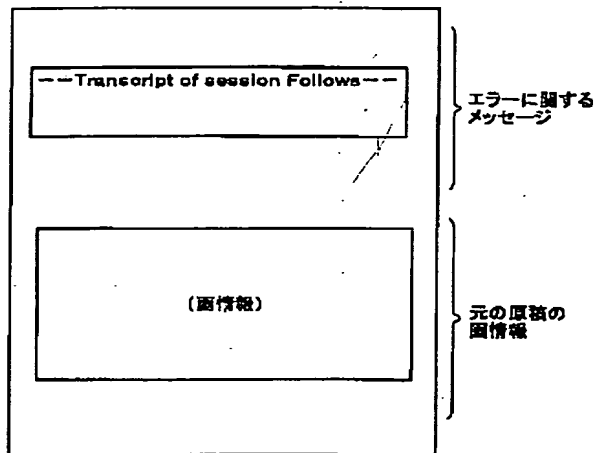 ——Transcript of session Follows——
エラーに関する
メッセージ
(画情報)
元の原稿の
画情報